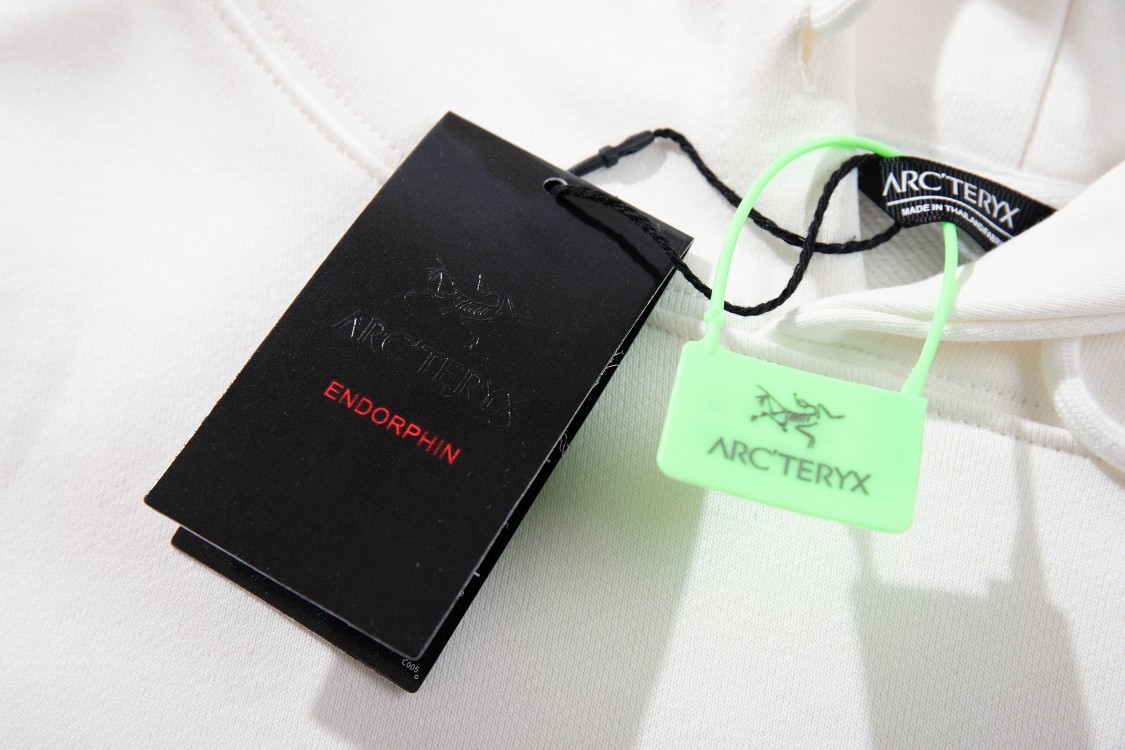 ARC'TERYX
ENDORPHIN
C005
ARC'TERYX
MADE IN THAILAND
ARC'TERYX